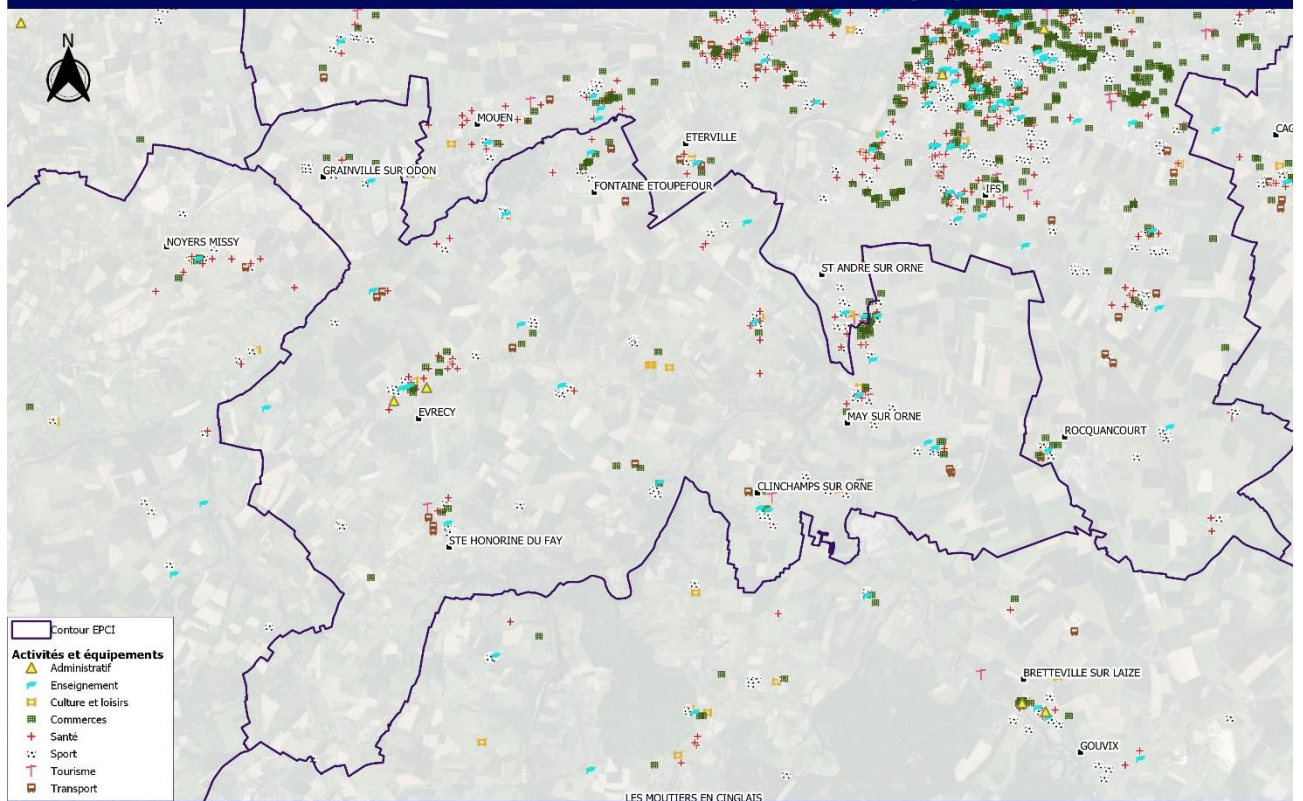 N
CAG
MOUEN
ETERVILLE
GRAINVILLE SUR ODON
FONTAINE ETOUPEFOUR
IFS
NOYERS MISSY
ST ANDRE SUR ORNE
EVRECY
MAY SUR ORNE
ROCQUANCOURT
CLINCHAMPS SUR ORNE
STE HONORINE DU FAY
BRETTEVILLE SUR LAIZE
GOUVIX
LES MOUTIERS EN CINGLAIS
Contour EPCI
Activités et équipements
Administratif
Enseignement
Culture et loisirs
Commerces
Santé
Sport
Tourisme
Transport